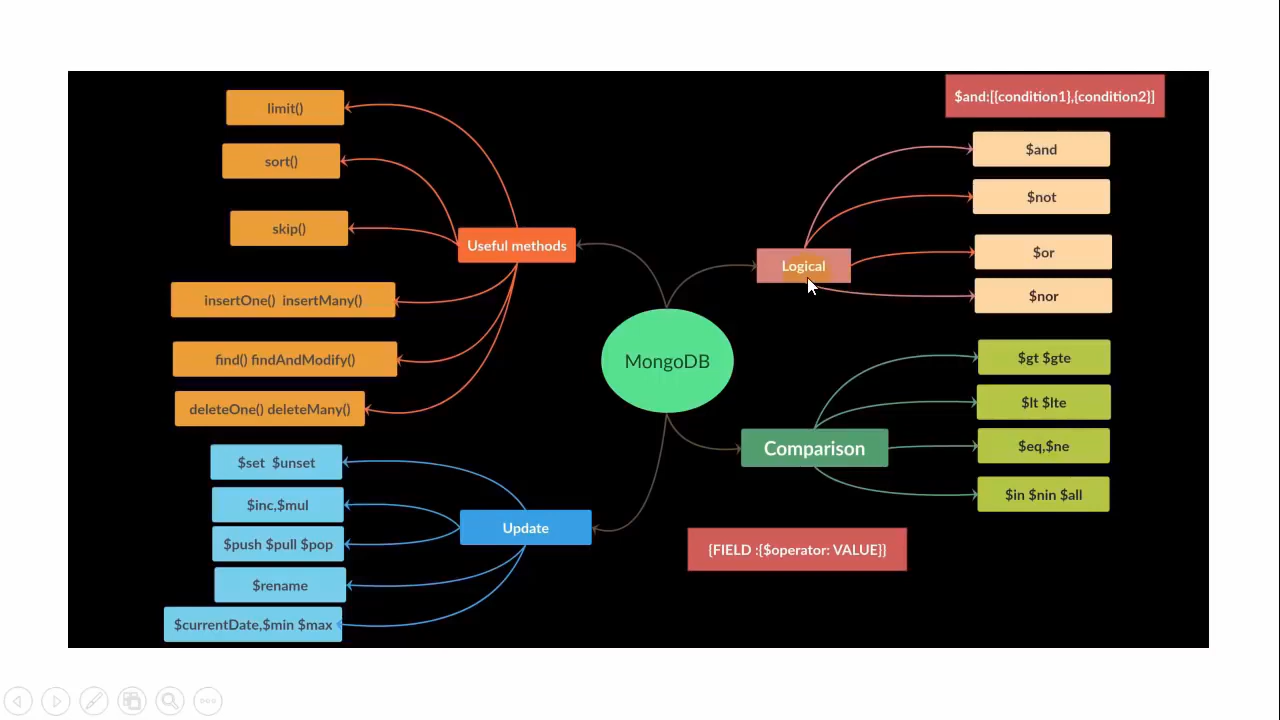 limit()
sort()
skip()
Useful methods
insertOne() insertMany()
find() findAndModify()
deleteOne() deleteMany()
$set $unset
$inc,$mul
$push $pull $pop
$rename
$currentDate,$min $max
Update
MongoDB
$and:[{condition1},{condition2}]
Logical
$and
$not
$or
$nor
Comparison
$gt $gte
$lt $lte
$eq,$ne
$in $nin $all
{FIELD :{$operator: VALUE}}